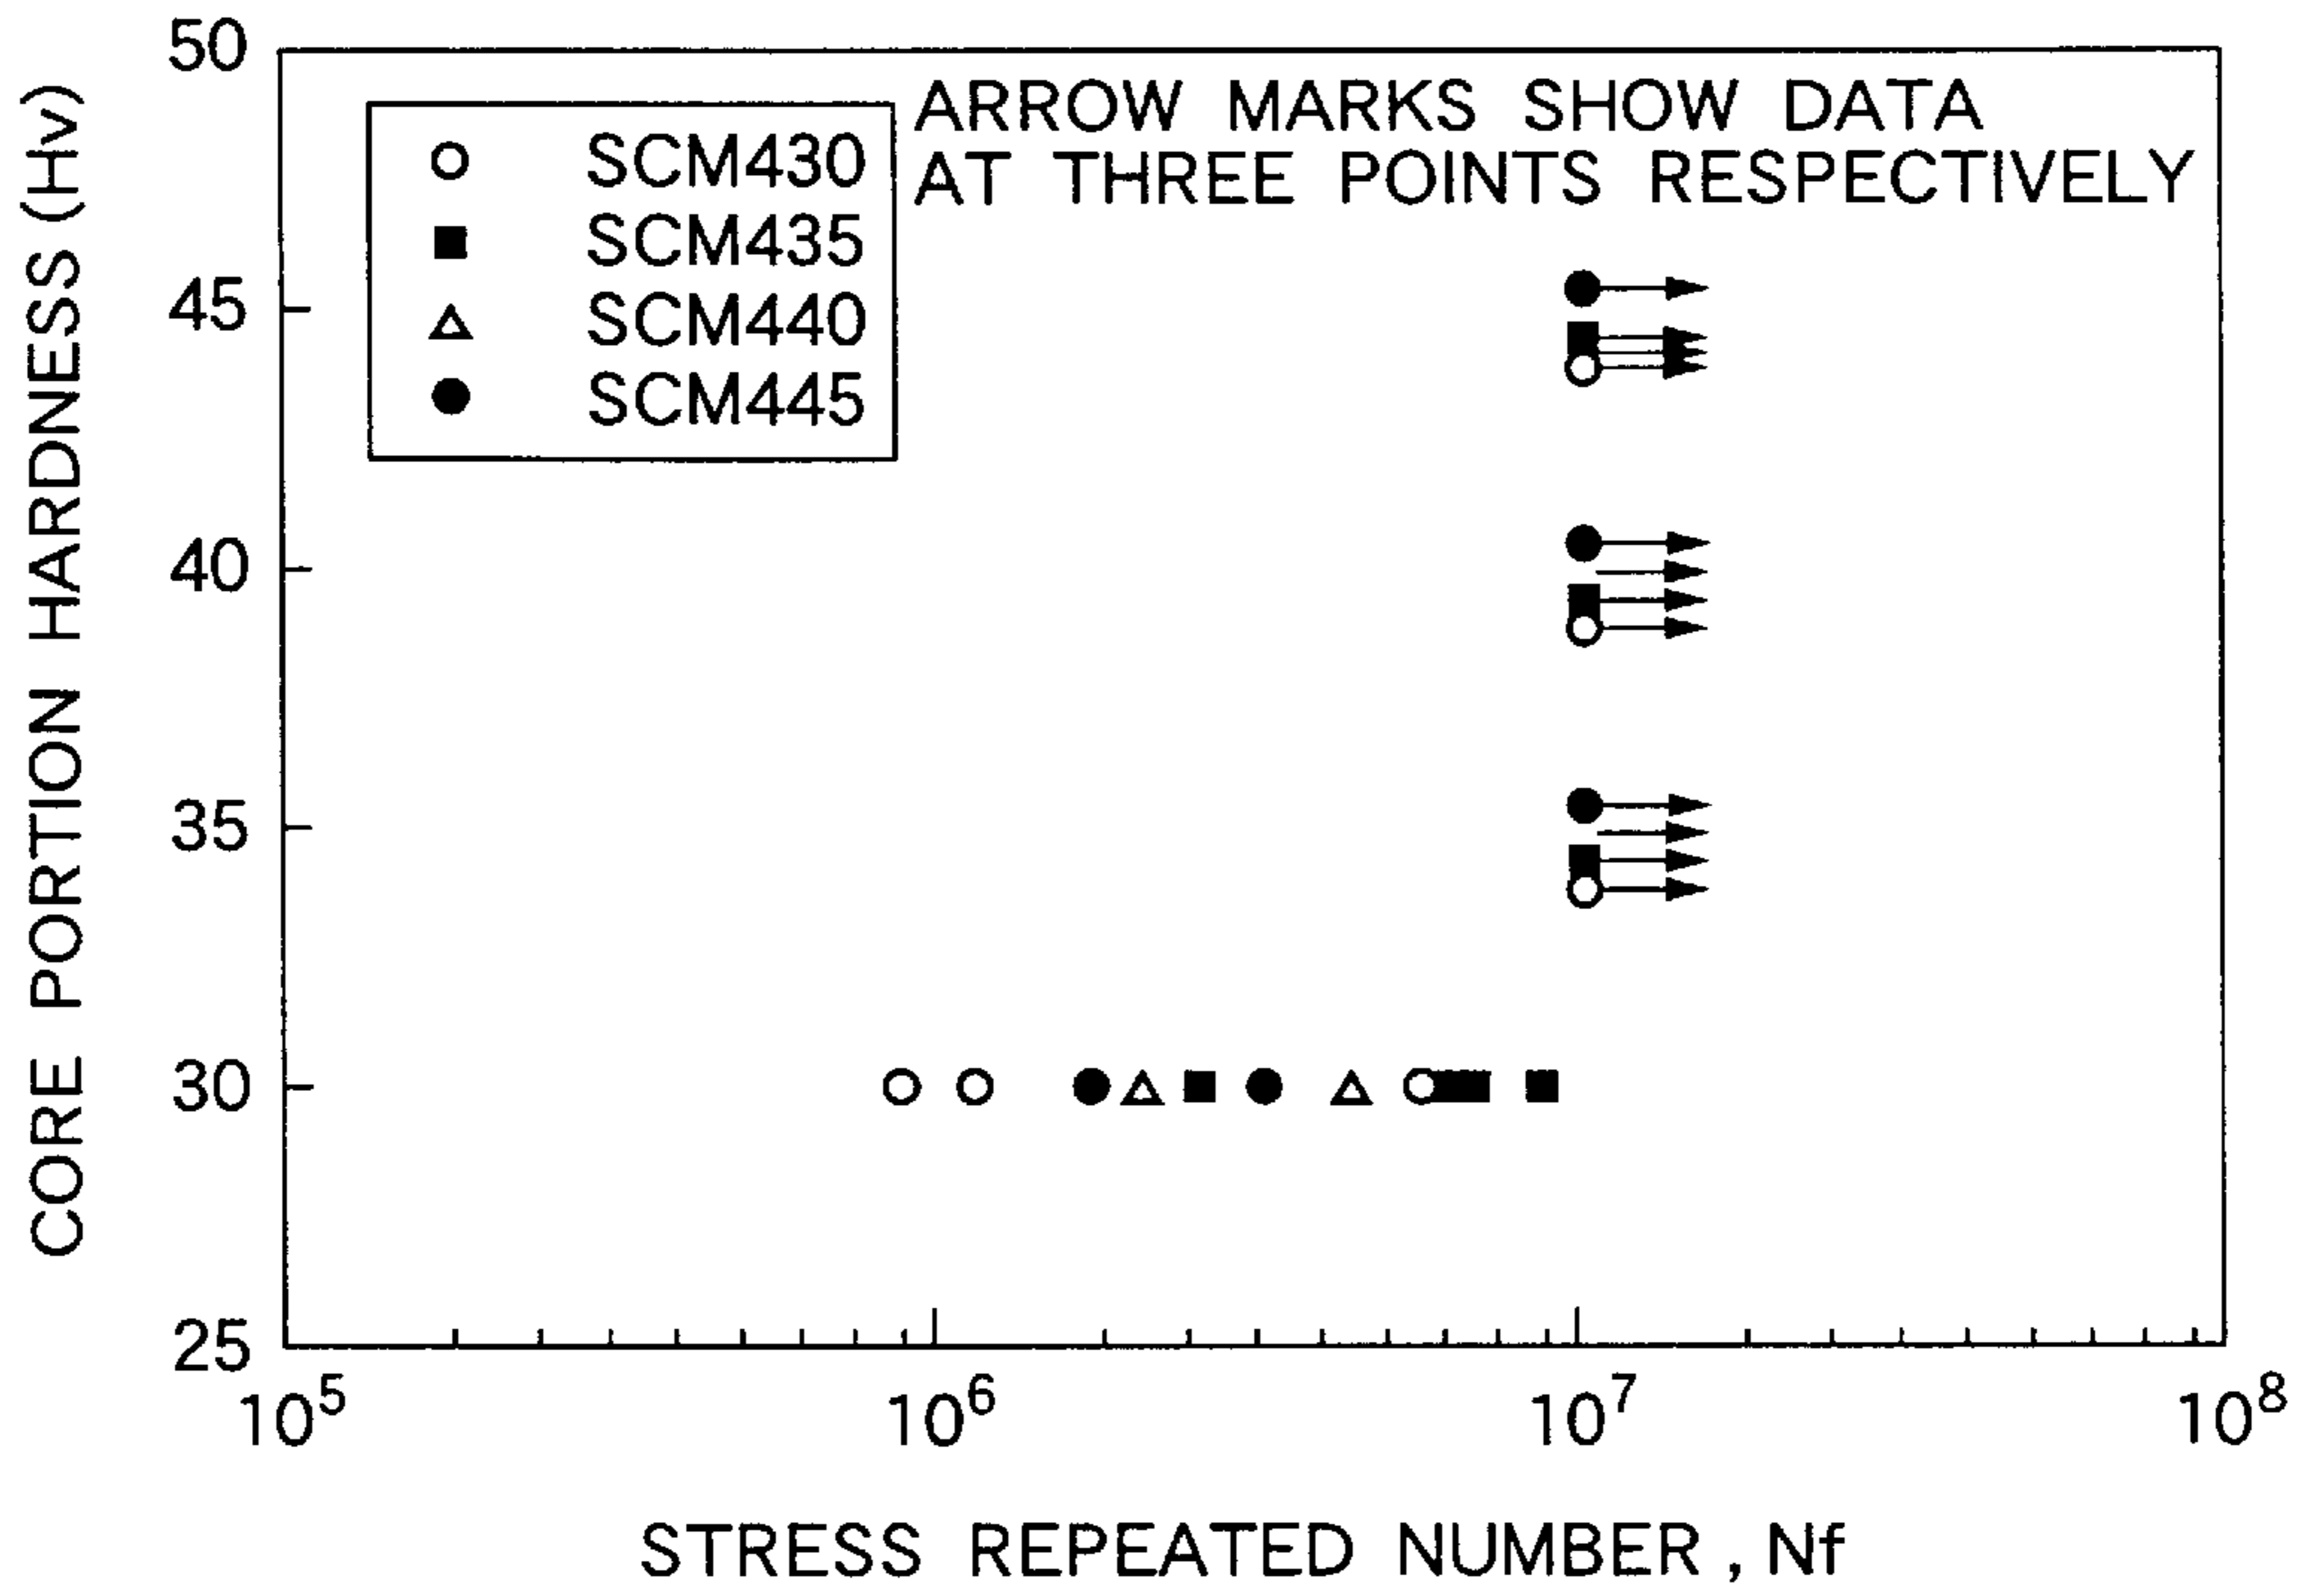 50
ARROW MARKS SHOW DATA
AT THREE POINTS RESPECTIVELY
SCM430
SCM435
SCM440
SCM445
45
40
35
30
25
CORE PORTION HARDNESS (Hv)
10^5
10^6
10^7
10^8
STRESS REPEATED NUMBER, Nf